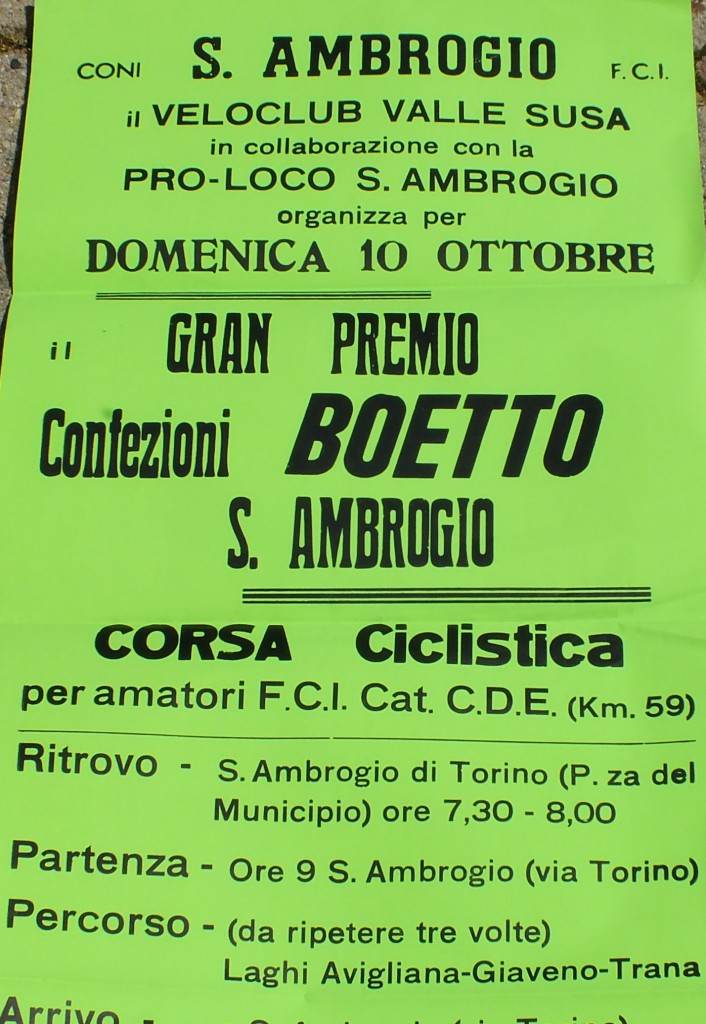 CONI S. AMBROGIO F.C.I.
il VELOCLUB VALLE SUSA
in collaborazione con la
PRO-LOCO S. AMBROGIO
organizza per
DOMENICA 10 OTTOBRE
il GRAN PREMIO
Confezioni BOETTO
S. AMBROGIO
CORSA Ciclistica
per amatori F.C.I. Cat. C.D.E. (Km. 59)
Ritrovo - S. Ambrogio di Torino (P. za del
Municipio) ore 7,30 - 8,00
Partenza - Ore 9 S. Ambrogio (via Torino)
Percorso - (da ripetere tre volte)
Laghi Avigliana-Giaveno-Trana
Arrivo -